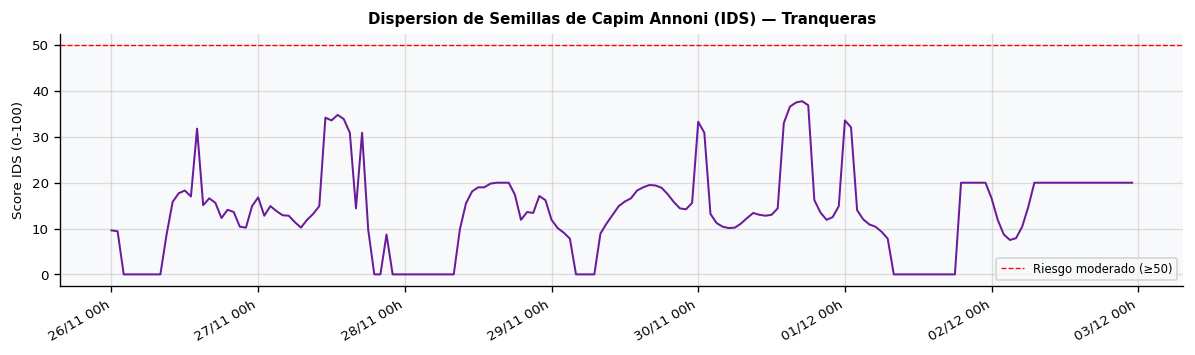 Dispersion de Semillas de Capim Annoni (IDS) — Tranqueras
Score IDS (0-100)
50
40
30
20
10
0
Riesgo moderado (≥50)
26/11 00h
27/11 00h
28/11 00h
29/11 00h
30/11 00h
01/12 00h
02/12 00h
03/12 00h